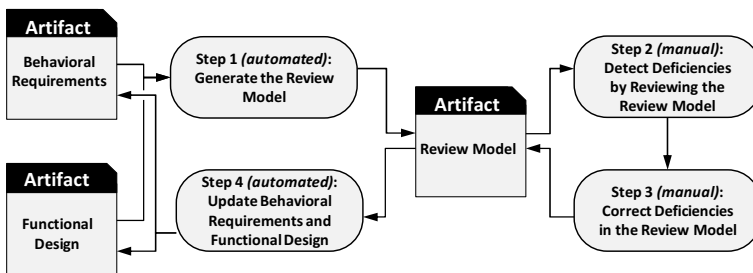 Artifact
Behavioral
Requirements
Step 1 (automated):
Generate the Review
Model
Artifact
Review Model
Step 2 (manual):
Detect Deficiencies
by Reviewing the
Review Model
Artifact
Functional
Design
Step 4 (automated):
Update Behavioral
Requirements and
Functional Design
Step 3 (manual):
Correct Deficiencies
in the Review Model